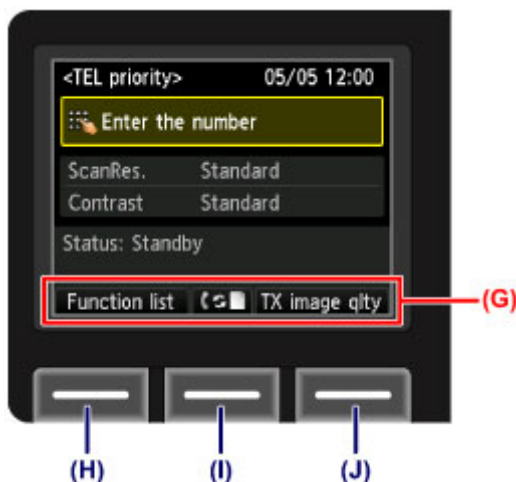 <TEL priority> 05/05 12:00
Enter the number
ScanRes. Standard
Contrast Standard
Status: Standby
Function list TX image qlty
(G)
(H) (I) (J)